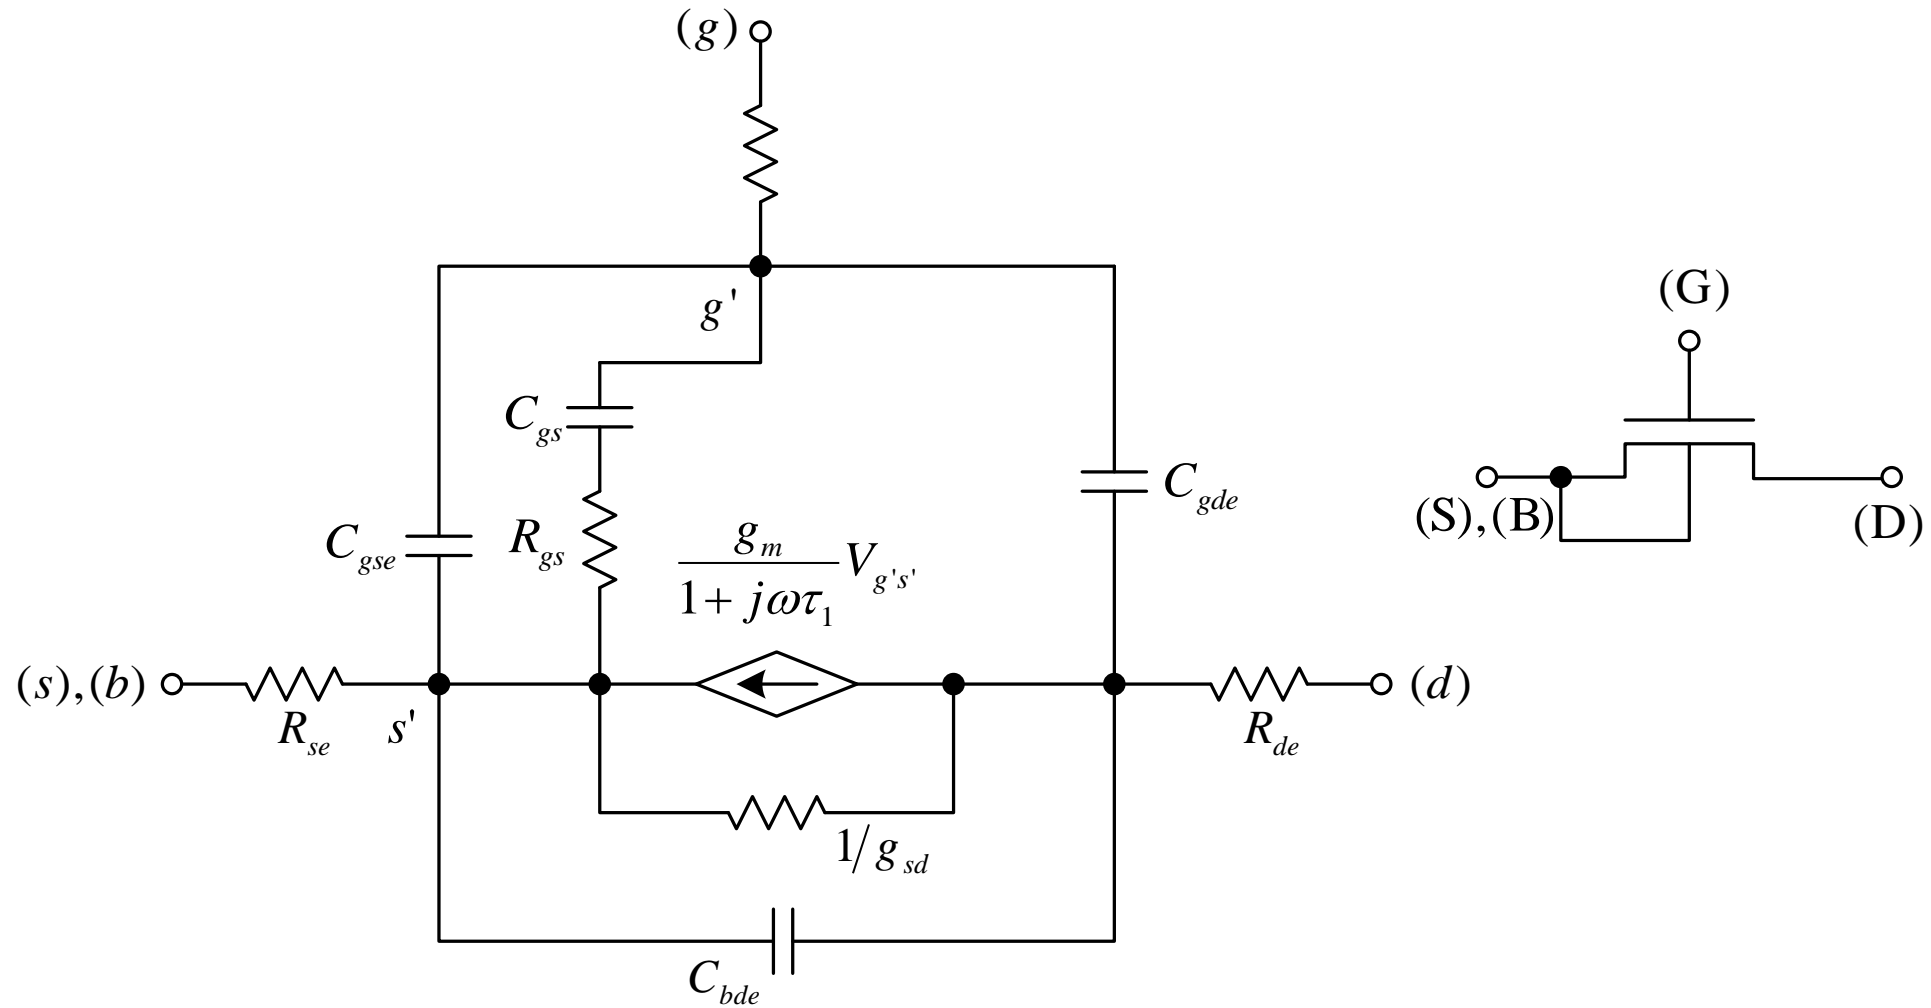 (g)
(G)
g'
C_gs
C_gde
(S),(B)
(D)
C_gse
R_gs
g_m
V_g's'
1+ jωτ_1
(s),(b)
R_se
s'
(d)
R_de
1/g_sd
C_bde